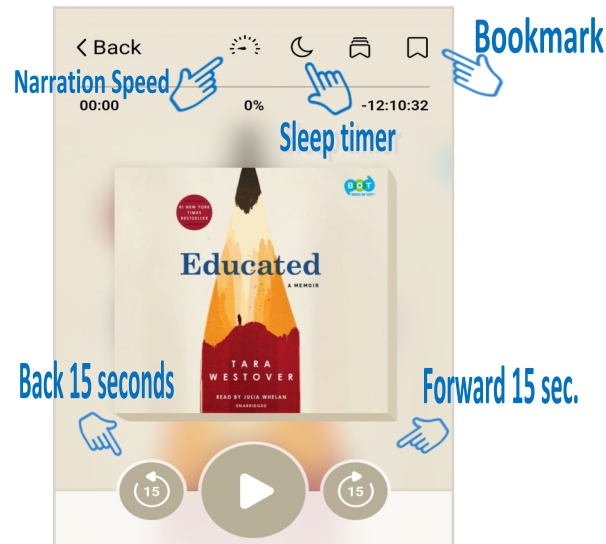 Bookmark
Back
Narration Speed
00:00 0% -12:10:32
Sleep timer
BOT
#1 NEW YORK
TIMES
BESTSELLER
Educated
A MEMOIR
TARA
WESTOVER
READ BY JULIA WHELAN
UNABRIDGED
Back 15 seconds
Forward 15 sec.
15 15